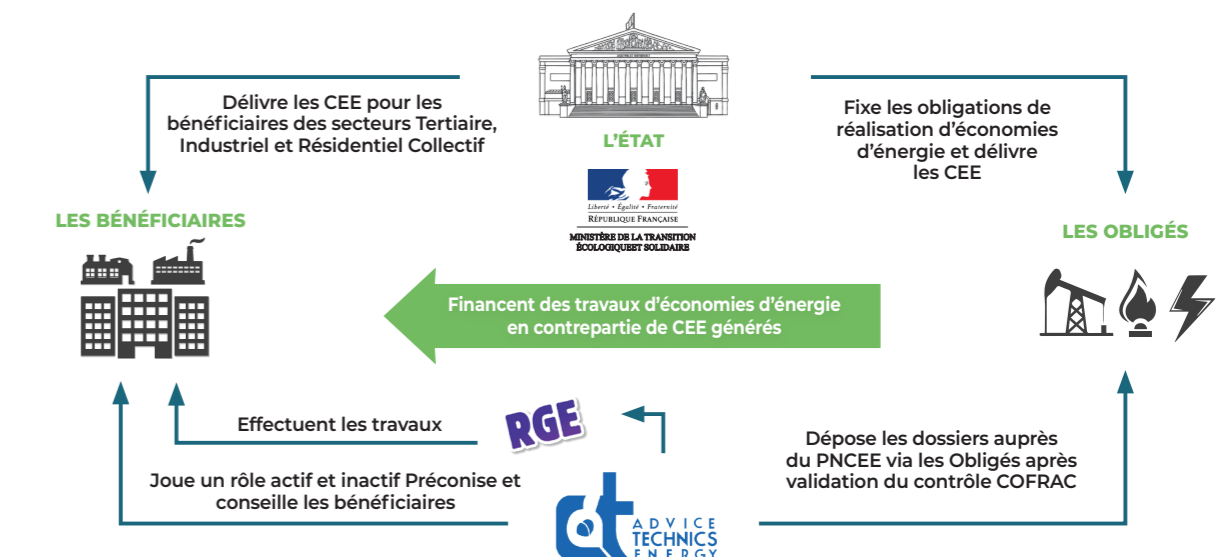 Délivre les CEE pour les
bénéficiaires des secteurs Tertiaire,
Industriel et Résidentiel Collectif
L’ÉTAT
Liberté • Égalité • Fraternité
RÉPUBLIQUE FRANÇAISE
MINISTÈRE DE LA TRANSITION
ÉCOLOGIQUEET SOLIDAIRE
Fixe les obligations de
réalisation d’économies
d’énergie et délivre
les CEE
LES BÉNÉFICIAIRES
LES OBLIGÉS
Financent des travaux d’économies d’énergie
en contrepartie de CEE générés
Effectuent les travaux
RGE
Joue un rôle actif et inactif Préconise et
conseille les bénéficiaires
Dépose les dossiers auprès
du PNCEE via les Obligés après
validation du contrôle COFRAC
ADVICE
TECHNICS
ENERGY